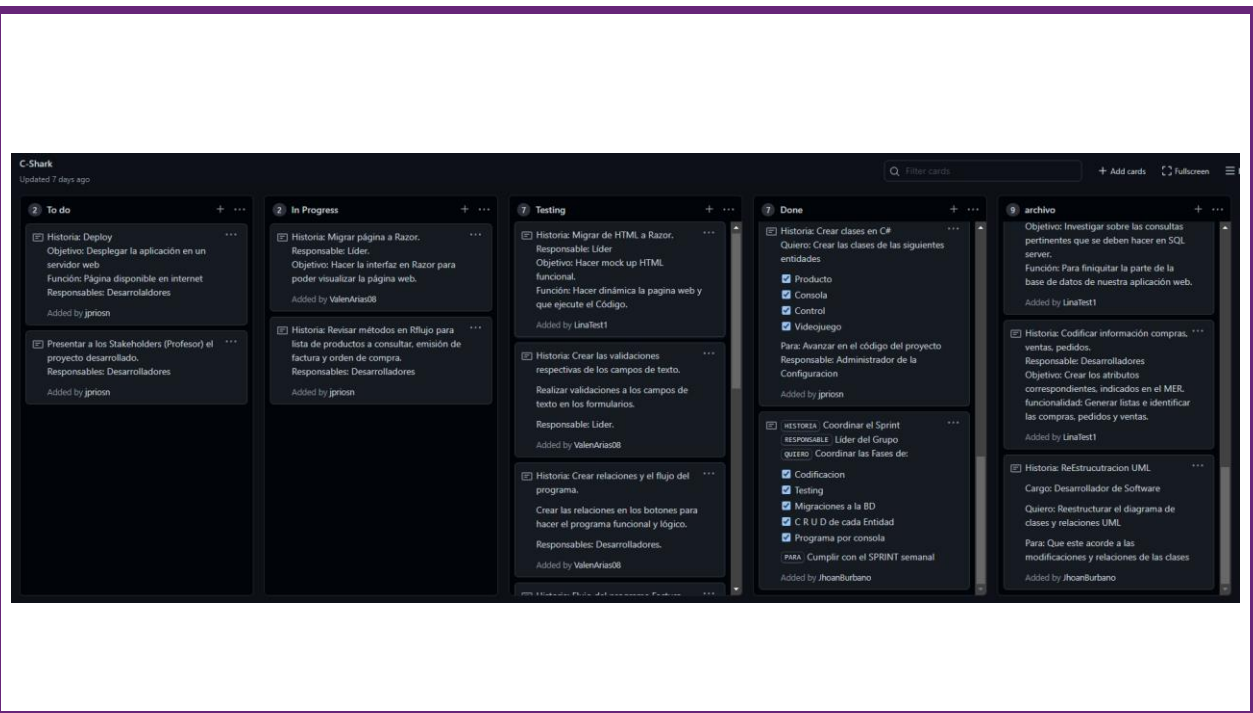 C-Shark
Updated 7 days ago
Filter cards
+ Add cards
Fullscreen
2 To do
Historia: Deploy
Objetivo: Desplegar la aplicación en un
servidor web
Función: Página disponible en internet
Responsables: Desarrolaldores
Added by jpriosn
Presentar a los Stakeholders (Profesor) el
proyecto desarrollado.
Responsables: Desarrolladores
Added by jpriosn
2 In Progress
Historia: Migrar página a Razor.
Responsable: Líder.
Objetivo: Hacer la interfaz en Razor para
poder visualizar la página web.
Added by ValenArias08
Historia: Revisar métodos en Rflujo para
lista de productos a consultar, emisión de
factura y orden de compra.
Responsables: Desarrolladores
Added by jpriosn
7 Testing
Historia: Migrar de HTML a Razor.
Responsable: Líder
Objetivo: Hacer mock up HTML
funcional.
Función: Hacer dinámica la pagina web y
que ejecute el Código.
Added by LinaTest1
Historia: Crear las validaciones
respectivas de los campos de texto.
Realizar validaciones a los campos de
texto en los formularios.
Responsable: Lider.
Added by ValenArias08
Historia: Crear relaciones y el flujo del
programa.
Crear las relaciones en los botones para
hacer el programa funcional y lógico.
Responsables: Desarrolladores.
Added by ValenArias08
Historia: Flujo del programa Factura
7 Done
Historia: Crear clases en C#
Quiero: Crear las clases de las siguientes
entidades
Producto
Consola
Control
Videojuego
Para: Avanzar en el código del proyecto
Responsable: Administrador de la
Configuracion
Added by jpriosn
HISTORIA Coordinar el Sprint
RESPONSABLE Líder del Grupo
QUIERO Coordinar las Fases de:
Codificacion
Testing
Migraciones a la BD
C R U D de cada Entidad
Programa por consola
PARA Cumplir con el SPRINT semanal
Added by JhoanBurbano
9 archivo
Objetivo: Investigar sobre las consultas
pertinentes que se deben hacer en SQL
server.
Función: Para finiquitar la parte de la
base de datos de nuestra aplicación web.
Added by LinaTest1
Historia: Codificar información compras,
ventas, pedidos.
Responsable: Desarrolladores
Objetivo: Crear los atributos
correspondientes, indicados en el MER.
funcionalidad: Generar listas e identificar
las compras, pedidos y ventas.
Added by LinaTest1
Historia: ReEstrucutracion UML
Cargo: Desarrollador de Software
Quiero: Reestructurar el diagrama de
clases y relaciones UML
Para: Que este acorde a las
modificaciones y relaciones de las clases
Added by JhoanBurbano